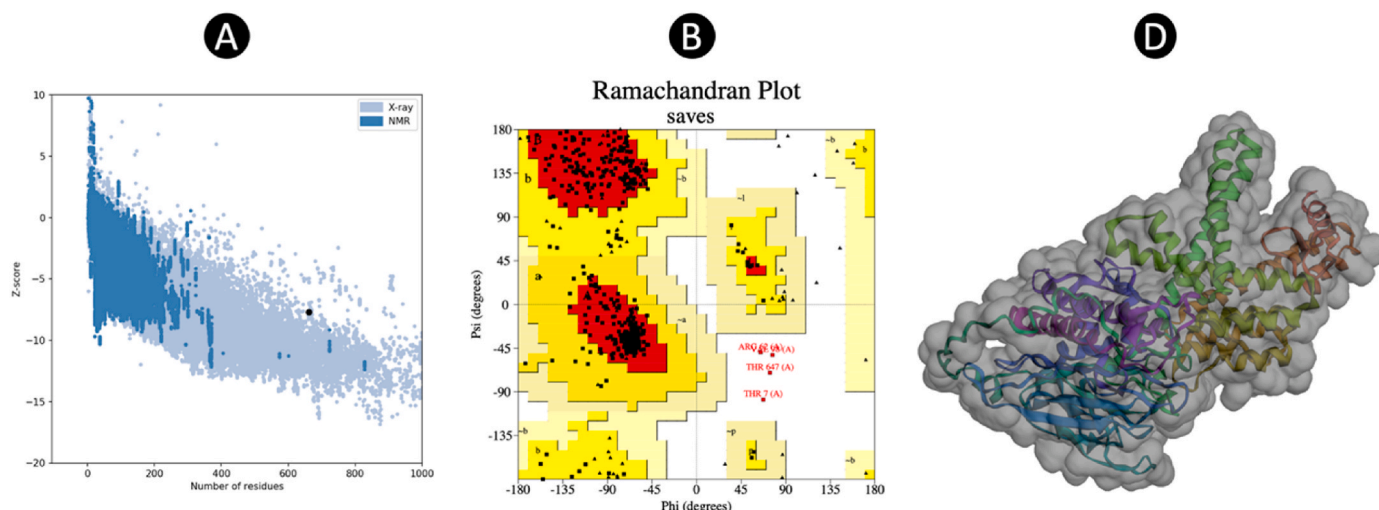 A
B
D
10
5
0
−5
−10
−15
−20
Z-score
X-ray
NMR
0
200
400
600
800
1000
Number of residues
Ramachandran Plot
saves
180
135
90
45
0
-45
-90
-135
Psi (degrees)
B
b
~b
~b
b
~l
a
~a
ARG 62 (A)
THR 647 (A)
THR 7 (A)
~b
b
~p
p
~b
-180
-135
-90
-45
0
45
90
135
180
Phi (degrees)